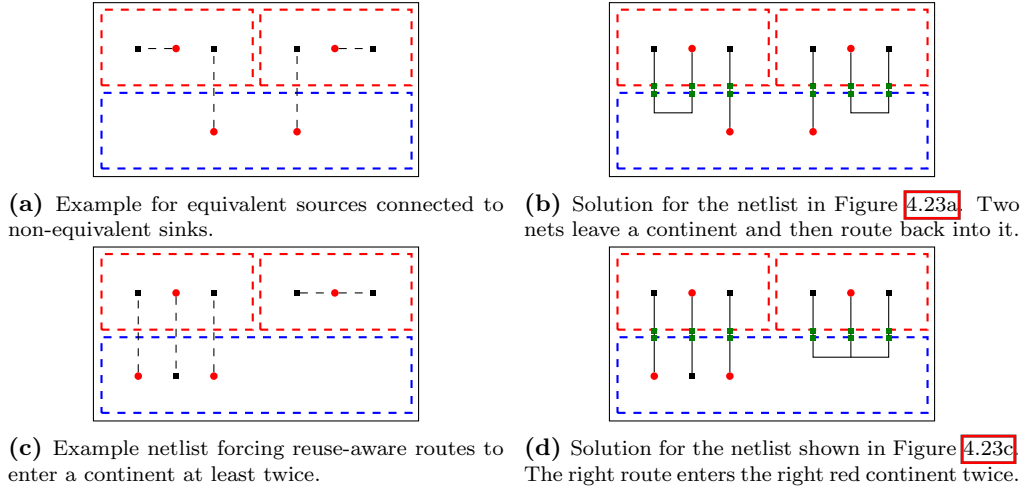 (a) Example for equivalent sources connected to
non-equivalent sinks.
(b) Solution for the netlist in Figure 4.23a. Two
nets leave a continent and then route back into it.
(c) Example netlist forcing reuse-aware routes to
enter a continent at least twice.
(d) Solution for the netlist shown in Figure 4.23c.
The right route enters the right red continent twice.